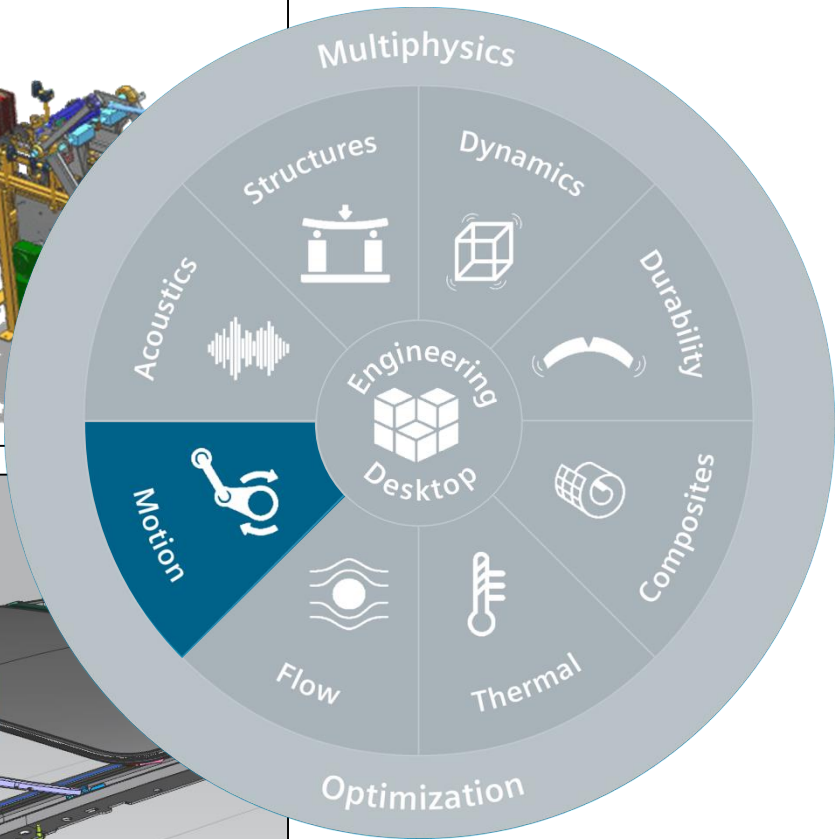 Multiphysics
Structures
Dynamics
Acoustics
Durability
Engineering
Desktop
Motion
Composites
Flow
Thermal
Optimization